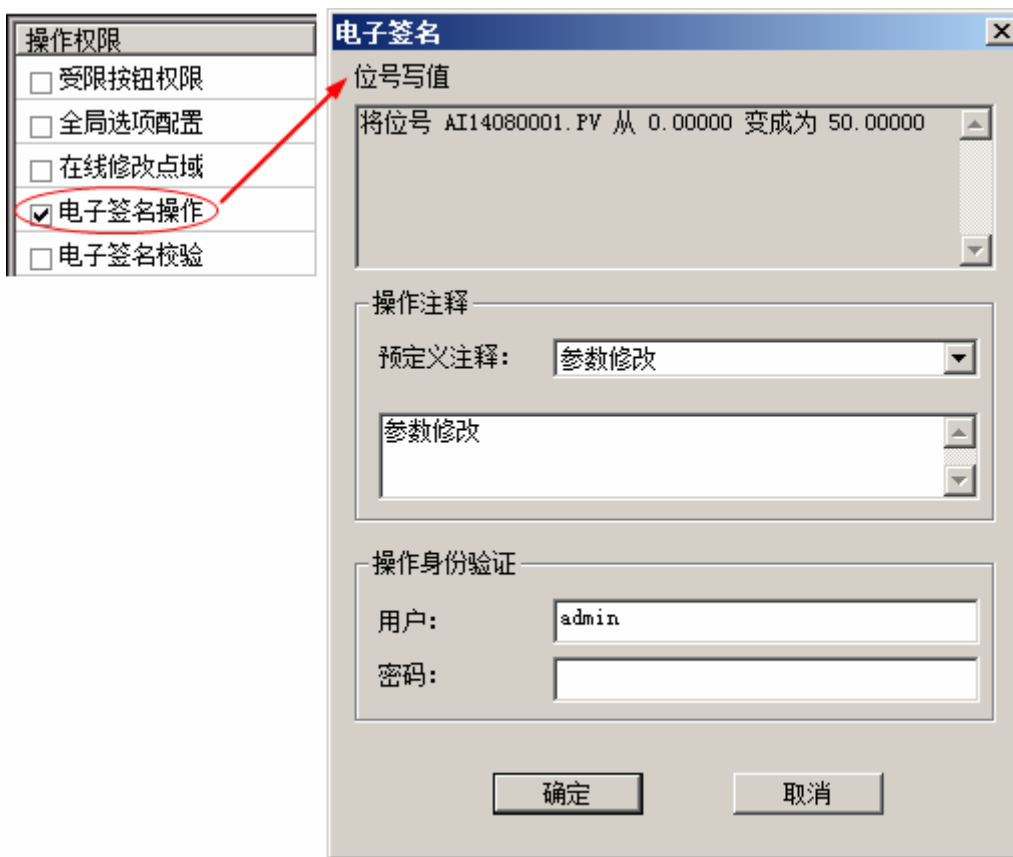 操作权限
受限按钮权限
全局选项配置
在线修改点域
电子签名操作
电子签名校验
电子签名
位号写值
将位号 AI14080001.PV 从 0.00000 变成为 50.00000
操作注释
预定义注释: 参数修改
参数修改
操作身份验证
用户: admin
密码:
确定 取消